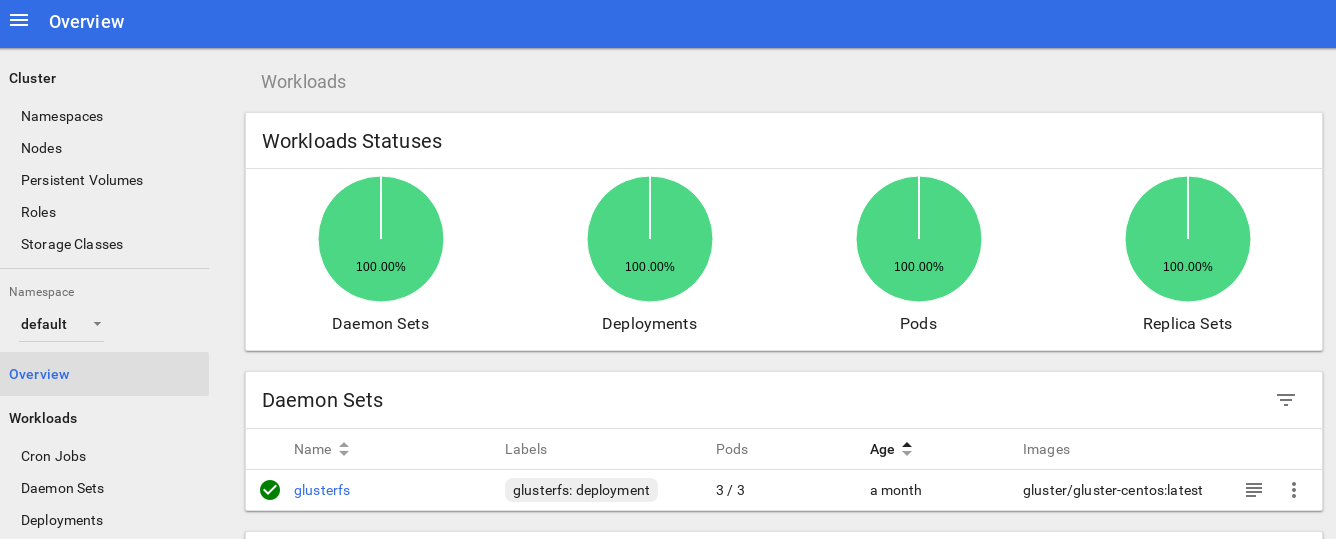 Overview
Cluster
Namespaces
Nodes
Persistent Volumes
Roles
Storage Classes
Namespace
default
Overview
Workloads
Cron Jobs
Daemon Sets
Deployments
Workloads
Workloads Statuses
100.00% 100.00% 100.00% 100.00%
Daemon Sets Deployments Pods Replica Sets
Daemon Sets
Name Labels Pods Age Images
glusterfs glusterfs: deployment 3 / 3 a month gluster/gluster-centos:latest